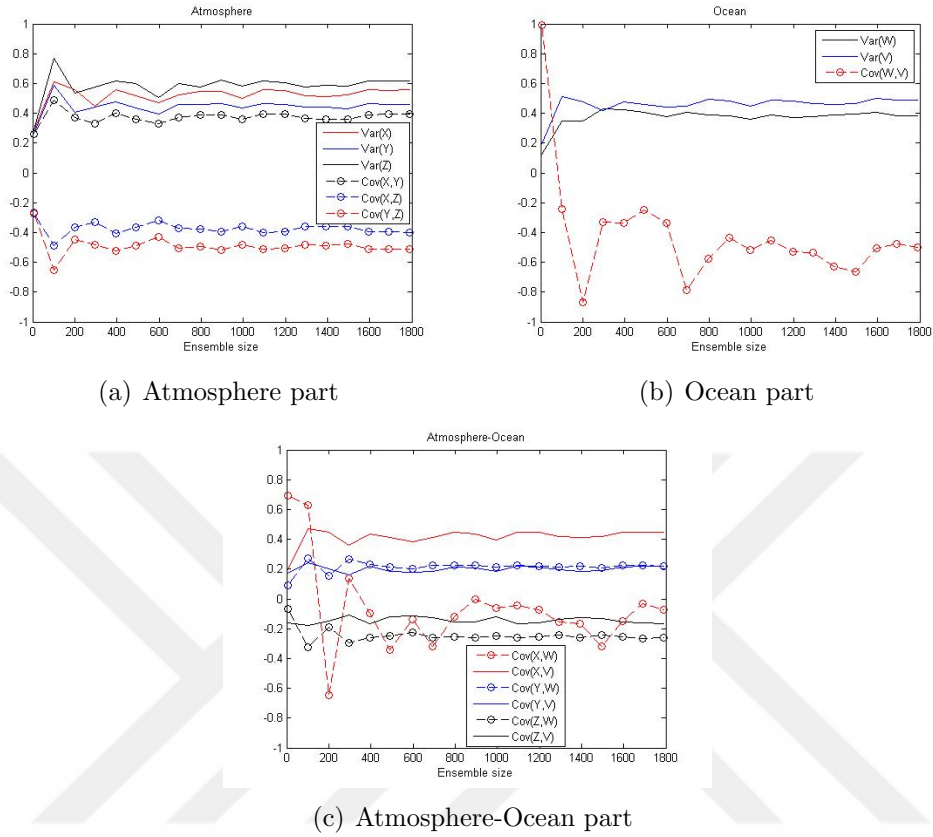 Atmosphere
1
0.8
0.6
0.4
0.2
0
-0.2
-0.4
-0.6
-0.8
-1
Var(X)
Var(Y)
Var(Z)
Cov(X,Y)
Cov(X,Z)
Cov(Y,Z)
0 200 400 600 800 1000 1200 1400 1600 1800
Ensemble size
(a) Atmosphere part
Ocean
1
0.8
0.6
0.4
0.2
0
-0.2
-0.4
-0.6
-0.8
-1
Var(W)
Var(V)
Cov(W,V)
0 200 400 600 800 1000 1200 1400 1600 1800
Ensemble size
(b) Ocean part
Atmosphere-Ocean
1
0.8
0.6
0.4
0.2
0
-0.2
-0.4
-0.6
-0.8
-1
Cov(X,W)
Cov(X,V)
Cov(Y,W)
Cov(Y,V)
Cov(Z,W)
Cov(Z,V)
0 200 400 600 800 1000 1200 1400 1600 1800
Ensemble size
(c) Atmosphere-Ocean part